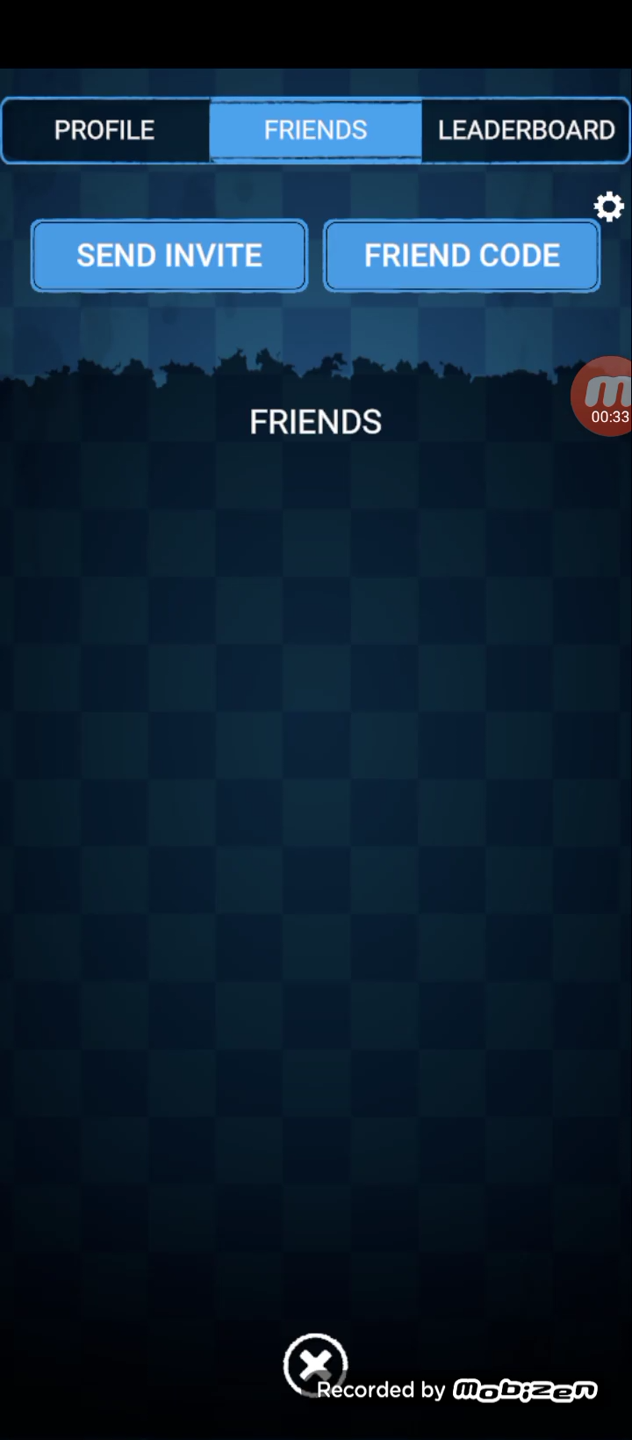 PROFILE FRIENDS LEADERBOARD
SEND INVITE FRIEND CODE
00:33
FRIENDS
Recorded by mobizen